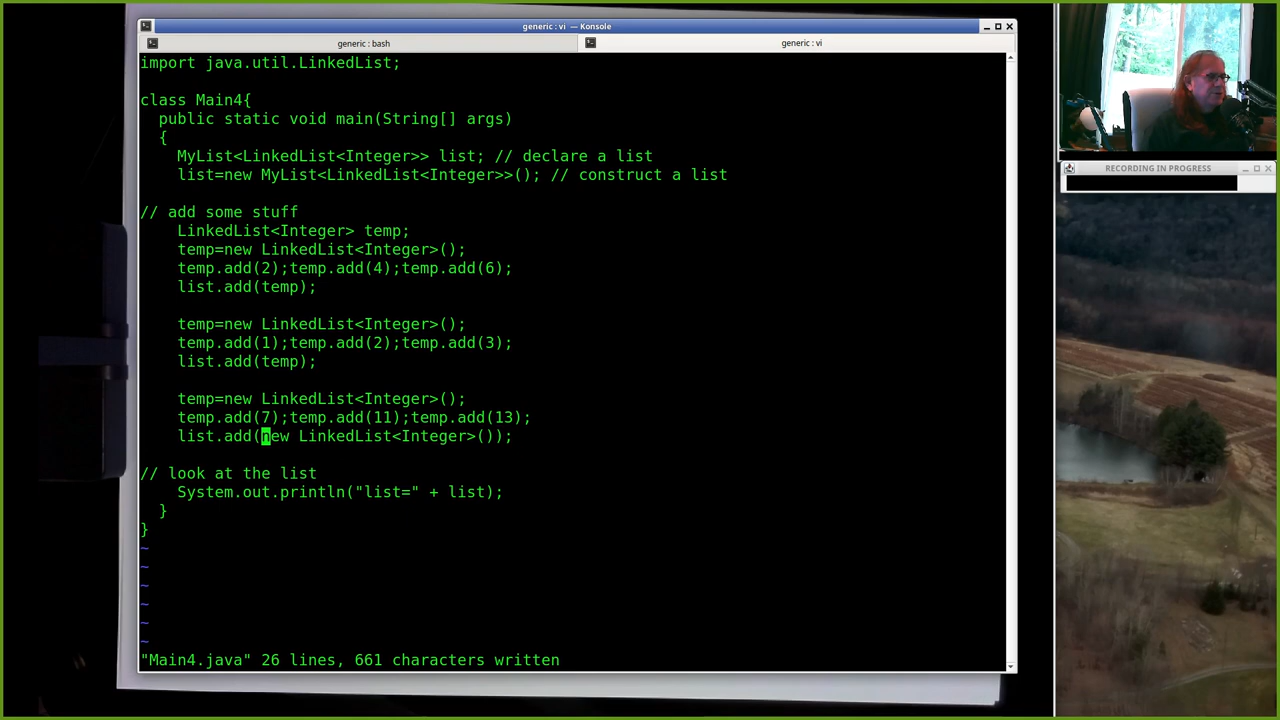 generic : vi — Konsole
generic : bash
generic : vi
import java.util.LinkedList;
class Main4{
  public static void main(String[] args)
  {
    MyList<LinkedList<Integer>> list; // declare a list
    list=new MyList<LinkedList<Integer>>(); // construct a list
// add some stuff
    LinkedList<Integer> temp;
    temp=new LinkedList<Integer>();
    temp.add(2);temp.add(4);temp.add(6);
    list.add(temp);
    temp=new LinkedList<Integer>();
    temp.add(1);temp.add(2);temp.add(3);
    list.add(temp);
    temp=new LinkedList<Integer>();
    temp.add(7);temp.add(11);temp.add(13);
    list.add(new LinkedList<Integer>());
// look at the list
    System.out.println("list=" + list);
  }
}
~
~
~
~
~
~
"Main4.java" 26 lines, 661 characters written
RECORDING IN PROGRESS